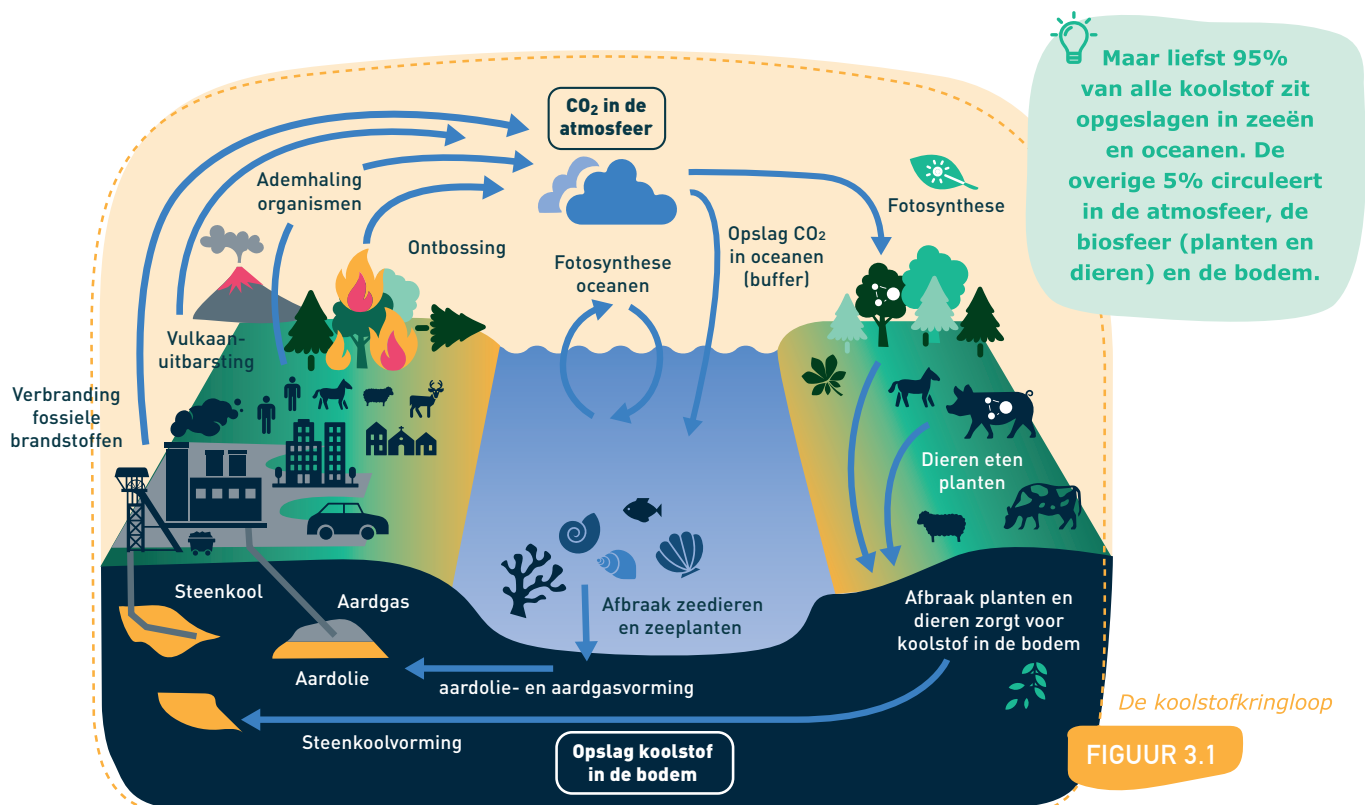 Maar liefst 95%
van alle koolstof zit
opgeslagen in zeeën
en oceanen. De
overige 5% circuleert
in de atmosfeer, de
biosfeer (planten en
dieren) en de bodem.
CO₂ in de
atmosfeer
Ademhaling
organismen
Ontbossing
Fotosynthese
oceanen
Opslag CO₂
in oceanen
(buffer)
Fotosynthese
Vulkaan-
uitbarsting
Verbranding
fossiele
brandstoffen
Dieren eten
planten
Steenkool
Aardgas
Aardolie
Afbraak zeedieren
en zeeplanten
Afbraak planten en
dieren zorgt voor
koolstof in de bodem
aardolie- en aardgasvorming
Steenkoolvorming
Opslag koolstof
in de bodem
De koolstofkringloop
FIGUUR 3.1